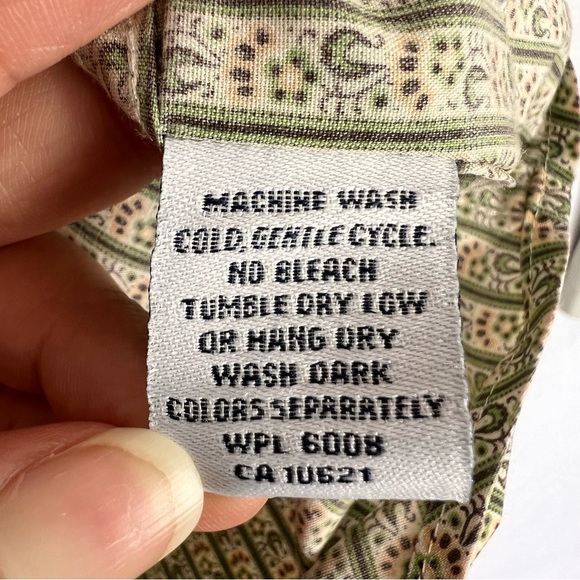 MACHINE WASH
COLD, GENTLE CYCLE.
NO BLEACH
TUMBLE DRY LOW
OR HANG DRY
WASH DARK
COLORS SEPARATELY
WPL 6008
CA 10621